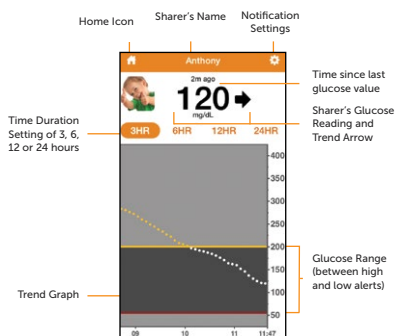 Home Icon
Sharer's Name
Notification
Settings
Anthony
2m ago
120
mg/dL
Time since last
glucose value
Sharer's Glucose
Reading and
Trend Arrow
Time Duration
Setting of 3, 6,
12 or 24 hours
3HR 6HR 12HR 24HR
400
350
300
250
200
150
100
50
Glucose Range
(between high
and low alerts)
Trend Graph
09 10 11 11:47